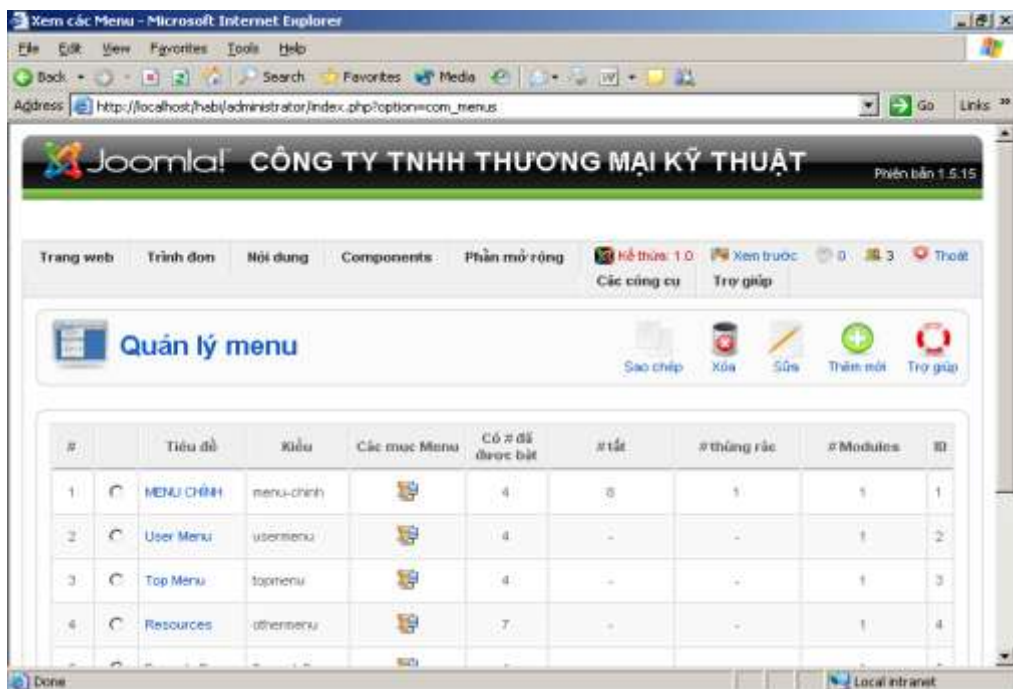 Xem các Menu - Microsoft Internet Explorer
File Edit View Favorites Tools Help
Back Search Favorites Media
Address http://localhost/habi/administrator/index.php?option=com_menus Go Links »
Joomla! CÔNG TY TNHH THƯƠNG MẠI KỸ THUẬT Phiên bản 1.5.15
Trang web Trình đơn Nội dung Components Phần mở rộng Kế thừa: 1.0 Xem trước 0 3 Thoát
Các công cụ Trợ giúp
Quản lý menu
Sao chép Xóa Sửa Thêm mới Trợ giúp
# Tiêu đề Kiểu Các mục Menu Có # đã được bật # tắt # thùng rác # Modules ID
1 MENU CHÍNH menu-chinh 4 8 1 1 1
2 User Menu usermenu 4 - - 1 2
3 Top Menu topmenu 4 - - 1 3
4 Resources othermenu 7 - - 1 4
Done Local intranet